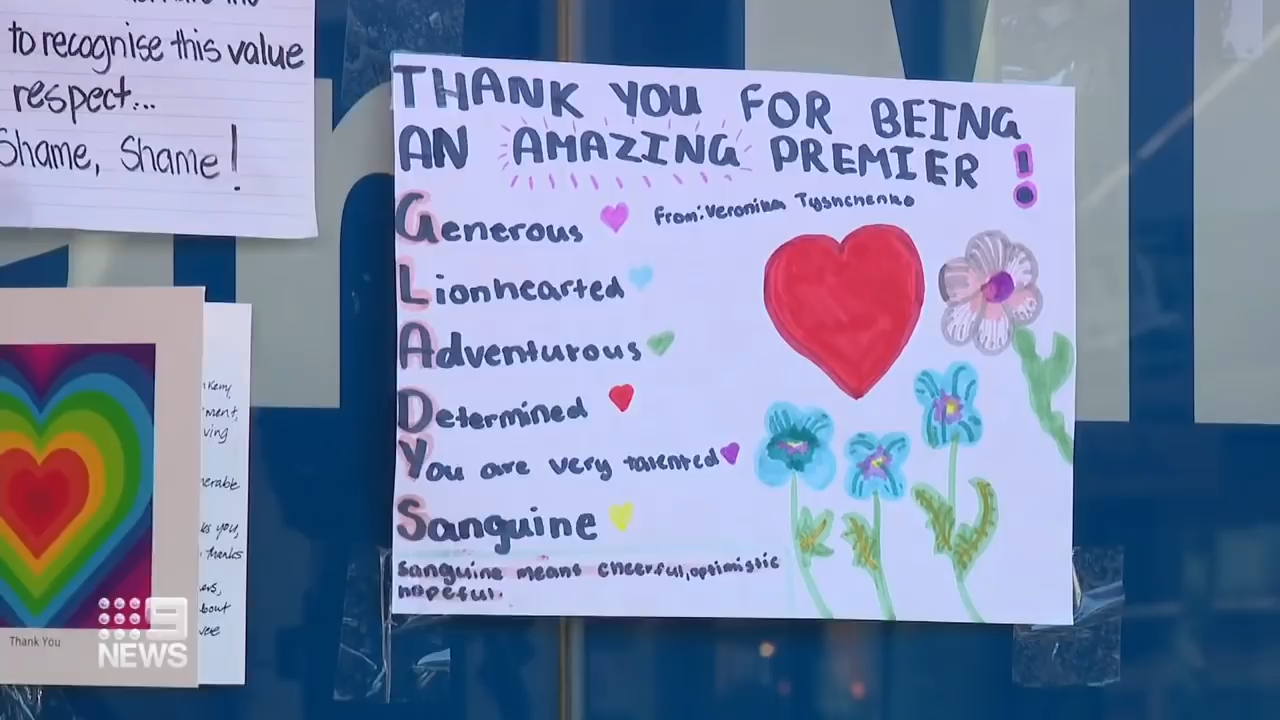 to recognise this value
respect...
Shame, Shame!
THANK YOU FOR BEING
AN AMAZING PREMIER!
From: Veronika Tyshchenko
Generous
Lionhearted
Adventurous
Determined
You are very talented
Sanguine
Sanguine means cheerful, optimistic
hopeful.
Thank You
thanks
9
NEWS